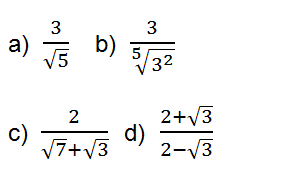 a) 3/√5 b) 3/⁵√3²
c) 2/(√7+√3) d) (2+√3)/(2−√3)